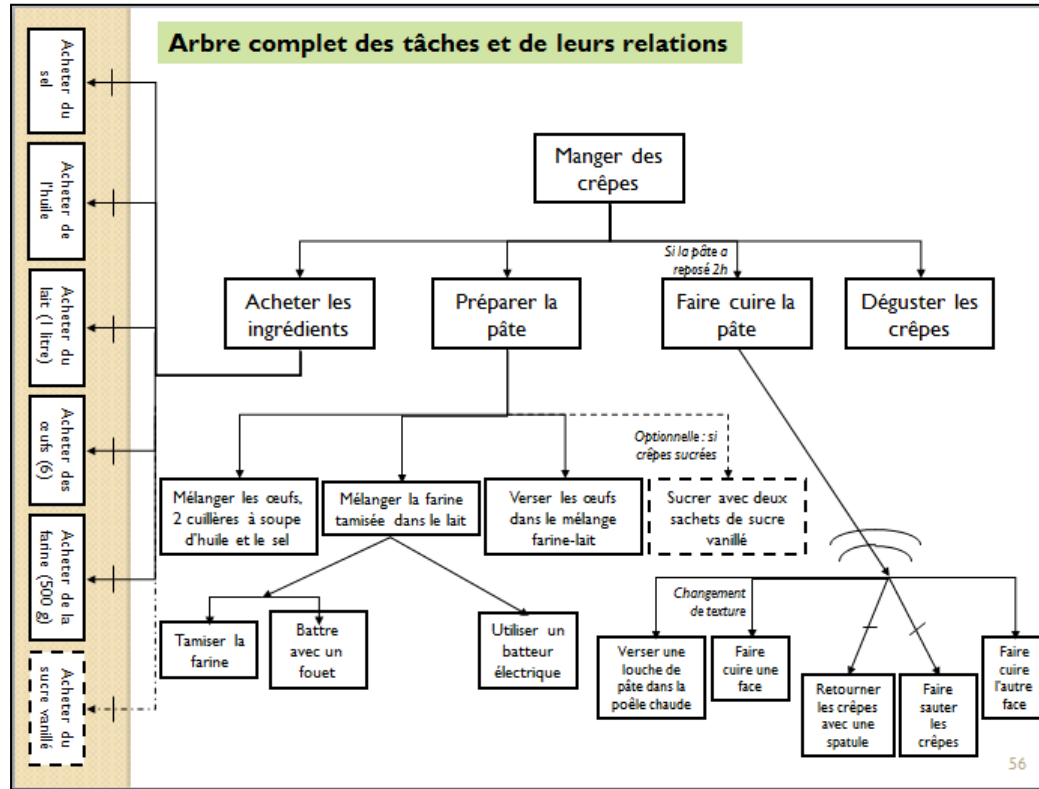 Arbre complet des tâches et de leurs relations
Acheter du
sel
Acheter de
l'huile
Acheter du
lait (1 litre)
Acheter des
œufs (6)
Acheter de la
farine (500 g)
Acheter du
sucre vanillé
Manger des
crêpes
Si la pâte a
reposé 2h
Acheter les
ingrédients
Préparer la
pâte
Faire cuire la
pâte
Déguster les
crêpes
Optionnelle : si
crêpes sucrées
Mélanger les œufs,
2 cuillères à soupe
d'huile et le sel
Mélanger la farine
tamisée dans le lait
Verser les œufs
dans le mélange
farine-lait
Sucrer avec deux
sachets de sucre
vanillé
Tamiser la
farine
Battre
avec un
fouet
Utiliser un
batteur
électrique
Changement
de texture
Verser une
louche de
pâte dans la
poêle chaude
Faire
cuire une
face
Retourner
les crêpes
avec une
spatule
Faire
sauter
les
crêpes
Faire
cuire
l'autre
face
56